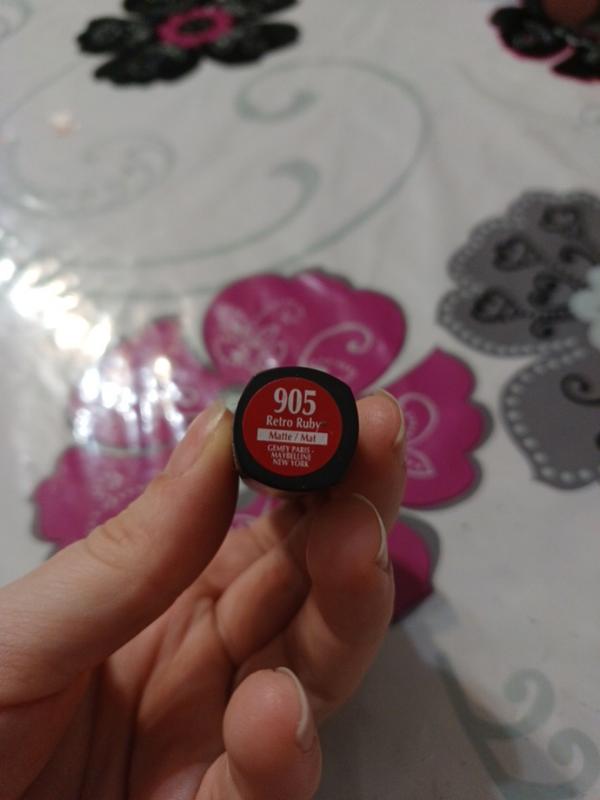 905
Retro Ruby
Matte / Mat
GEMEY PARIS -
MAYBELLINE
NEW YORK